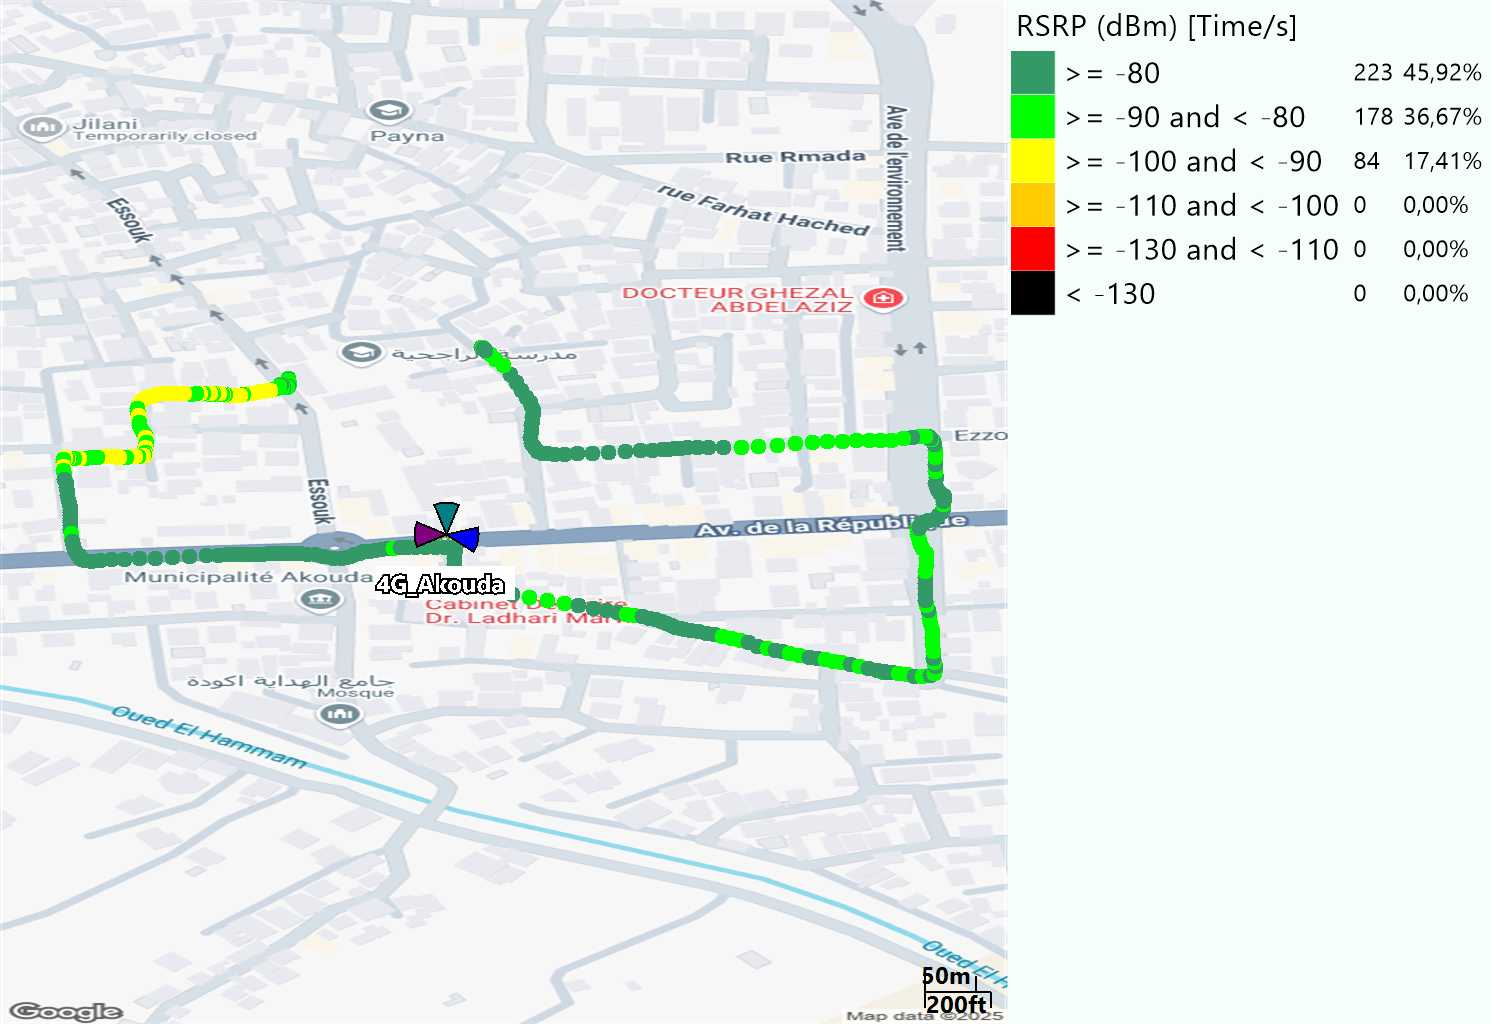 RSRP (dBm) [Time/s]
>= -80 223 45,92%
>= -90 and < -80 178 36,67%
>= -100 and < -90 84 17,41%
>= -110 and < -100 0 0,00%
>= -130 and < -110 0 0,00%
< -130 0 0,00%
Jilani
Temporarily closed
Payna
Ave de l'environnement
Rue Rmada
rue Farhat Hached
Essouk
DOCTEUR GHEZAL
ABDELAZIZ
مدرسة الراجحية
Ezzo
Essouk
Av. de la République
Municipalité Akouda
4G_Akouda
Cabinet
Dr. Ladhari
جامع الهداية اكودة
Mosque
Oued El Hammam
Oued El H
50m
200ft
Google
Map data ©2025